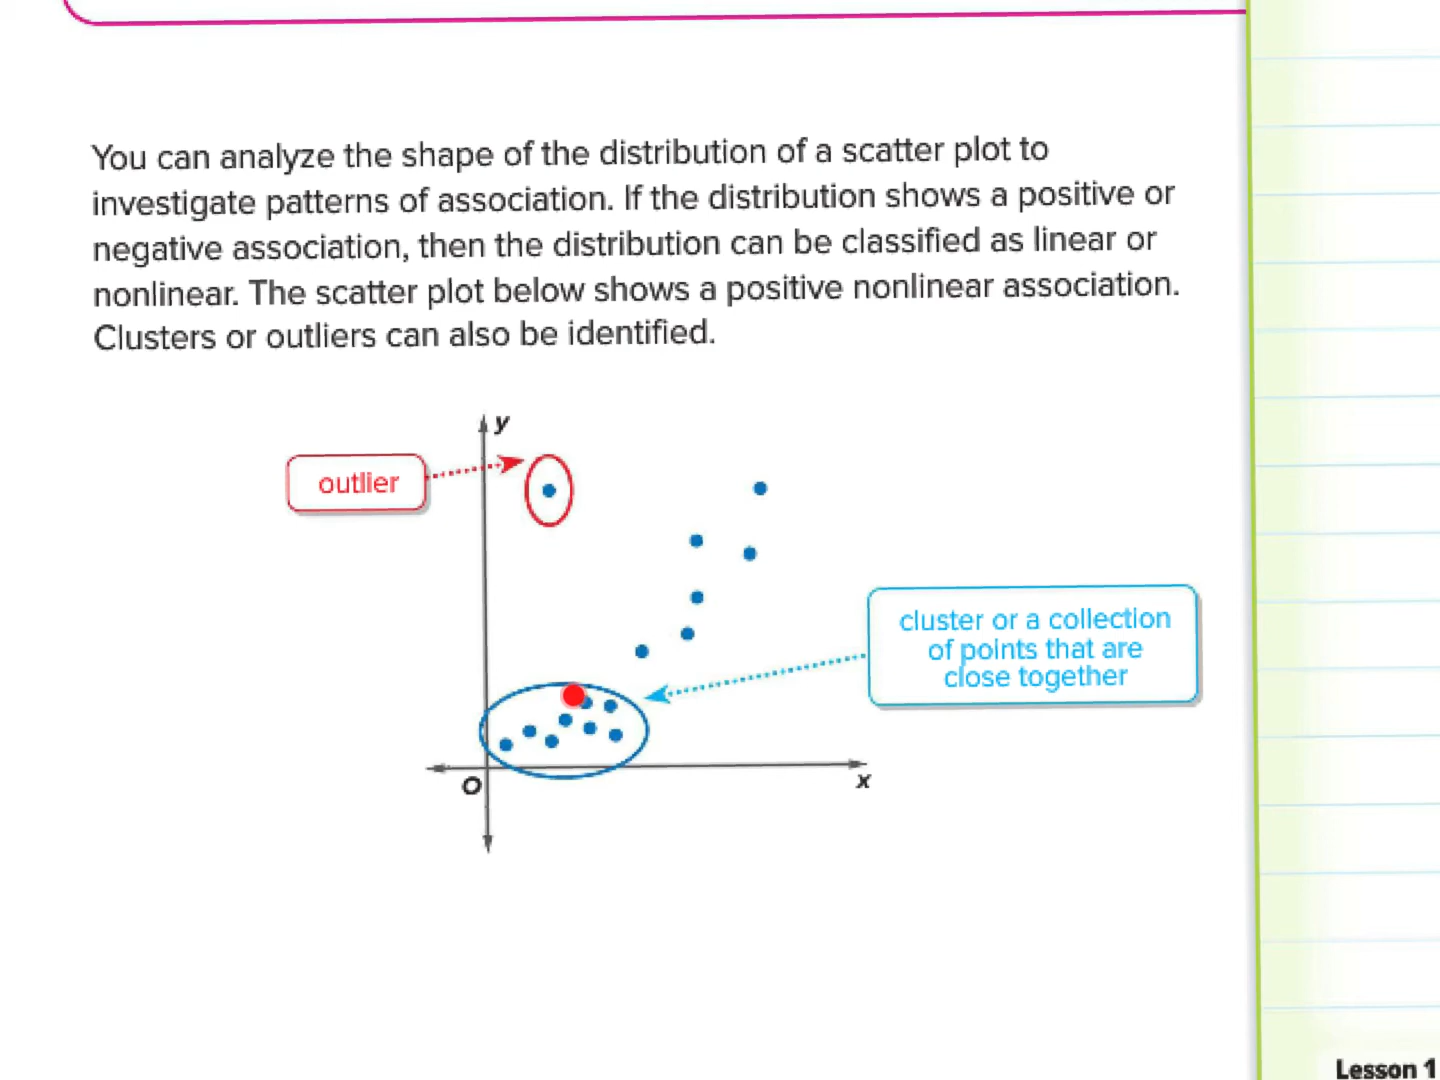 You can analyze the shape of the distribution of a scatter plot to
investigate patterns of association. If the distribution shows a positive or
negative association, then the distribution can be classified as linear or
nonlinear. The scatter plot below shows a positive nonlinear association.
Clusters or outliers can also be identified.
y
outlier
cluster or a collection
of points that are
close together
O
x
Lesson 1